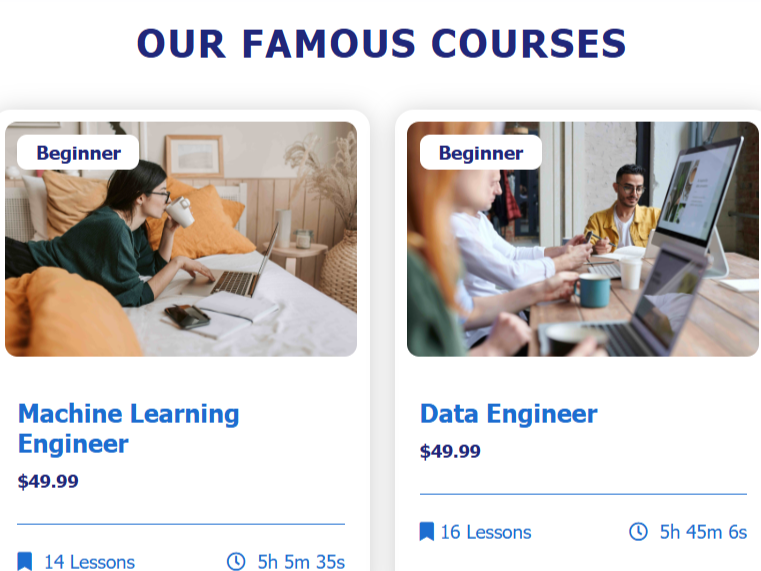 OUR FAMOUS COURSES
Beginner
Machine Learning
Engineer
$49.99
14 Lessons
5h 5m 35s
Beginner
Data Engineer
$49.99
16 Lessons
5h 45m 6s